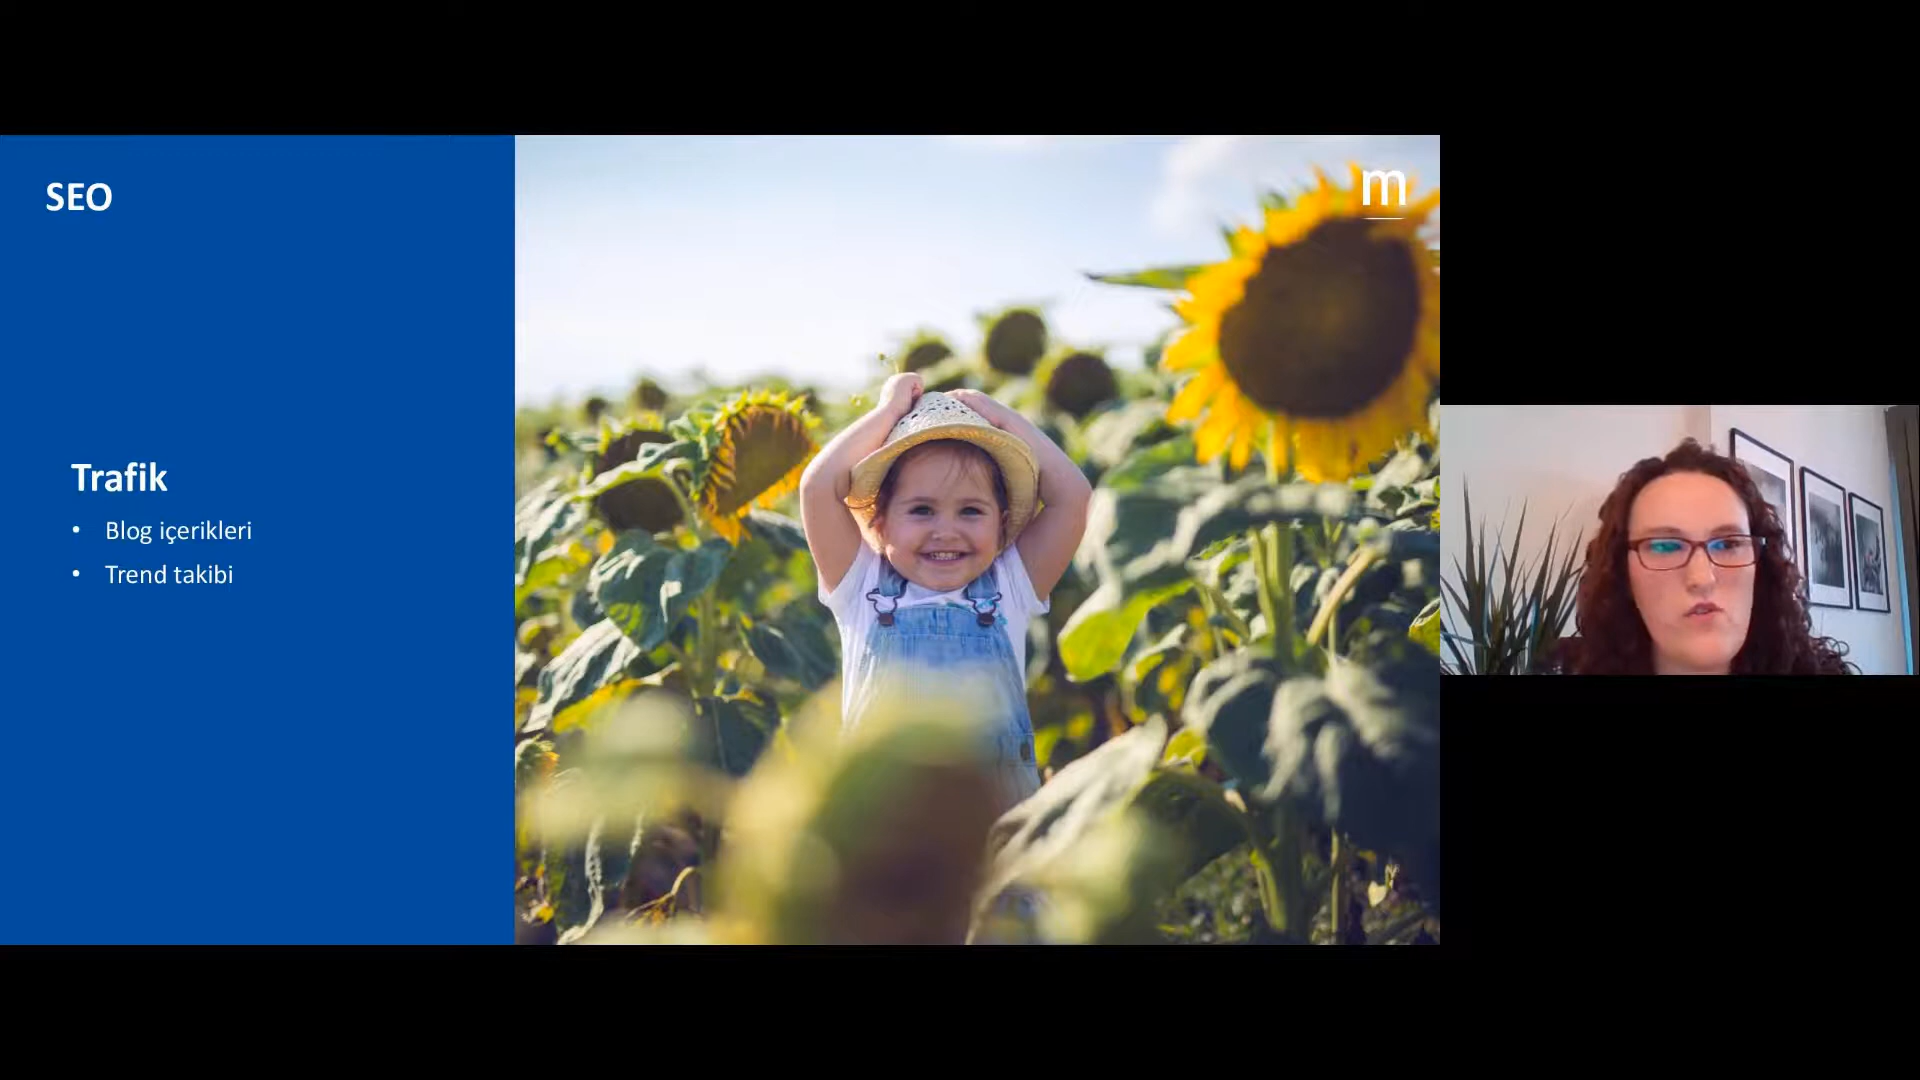 SEO
m
Trafik
• Blog içerikleri
• Trend takibi